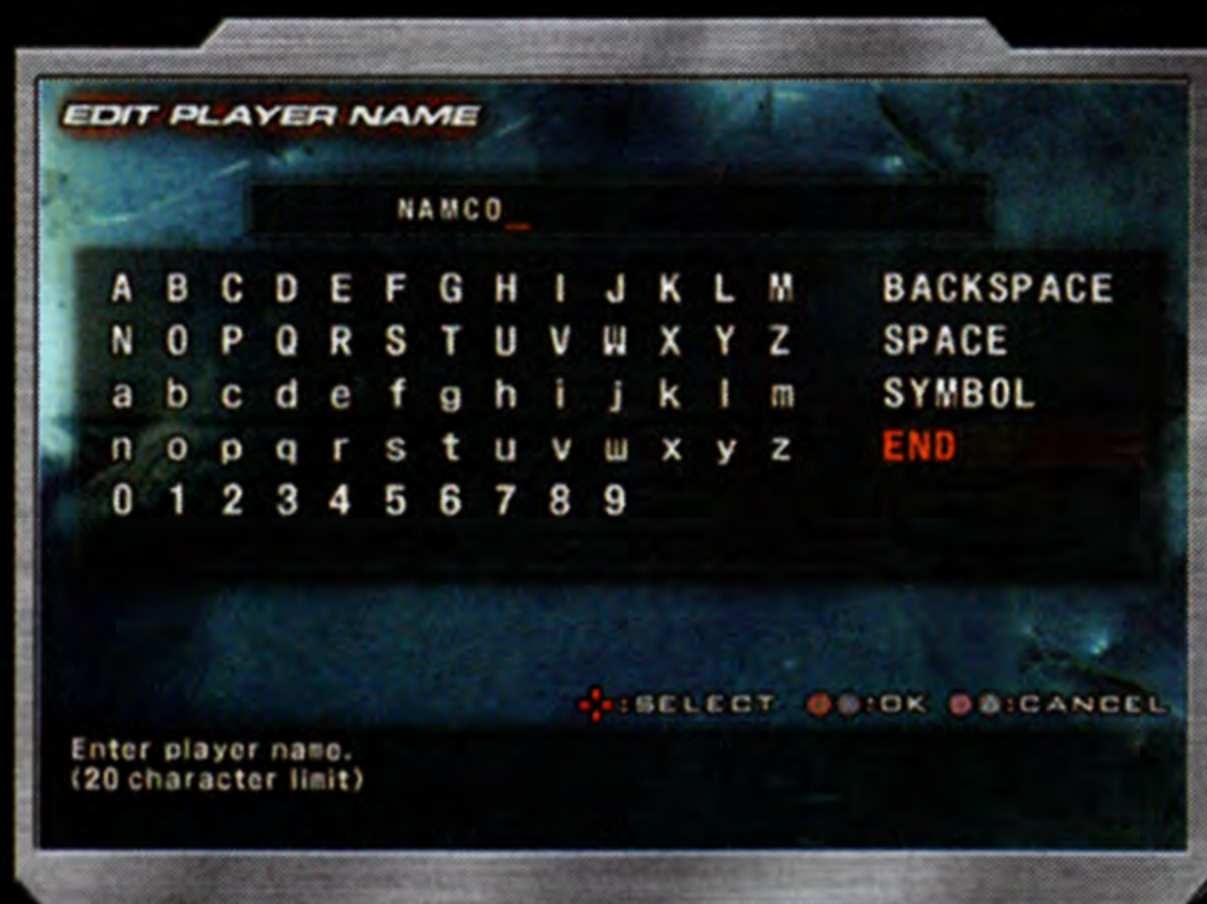 EDIT PLAYER NAME
NAMCO_
A B C D E F G H I J K L M BACKSPACE
N O P Q R S T U V W X Y Z SPACE
a b c d e f g h i j k l m SYMBOL
n o p q r s t u v w x y z END
0 1 2 3 4 5 6 7 8 9
:SELECT :OK :CANCEL
Enter player name.
(20 character limit)